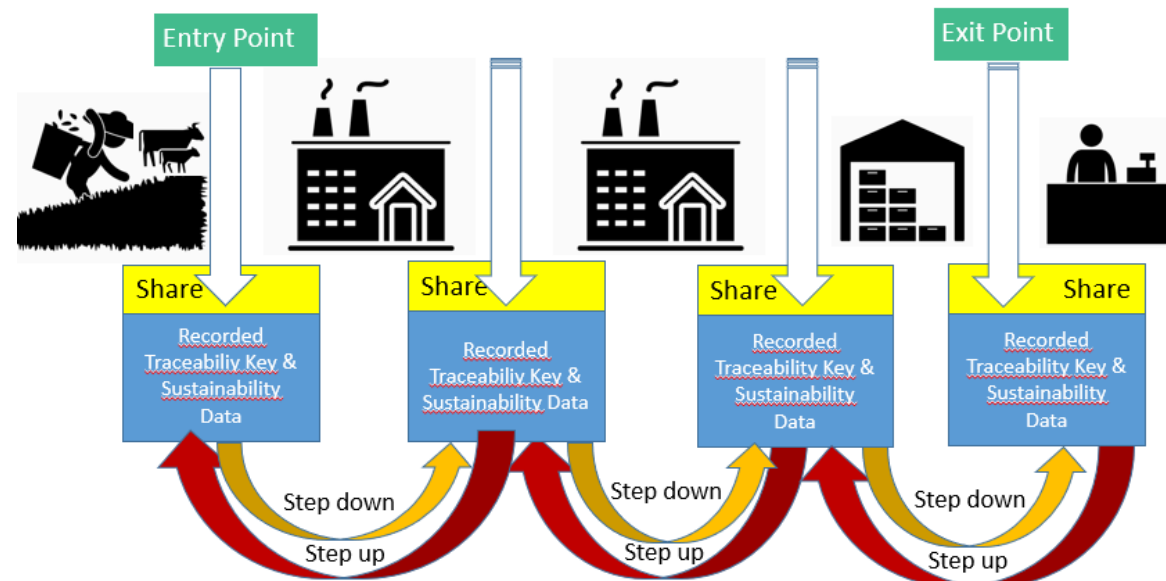 Entry Point
Exit Point
Share
Share
Share
Share
Recorded
Traceabiliy Key &
Sustainability
Data
Recorded
Traceabiliy Key &
Sustainability Data
Recorded
Traceability Key &
Sustainability
Data
Recorded
Traceability Key &
Sustainability
Data
Step down
Step up
Step down
Step up
Step down
Step up